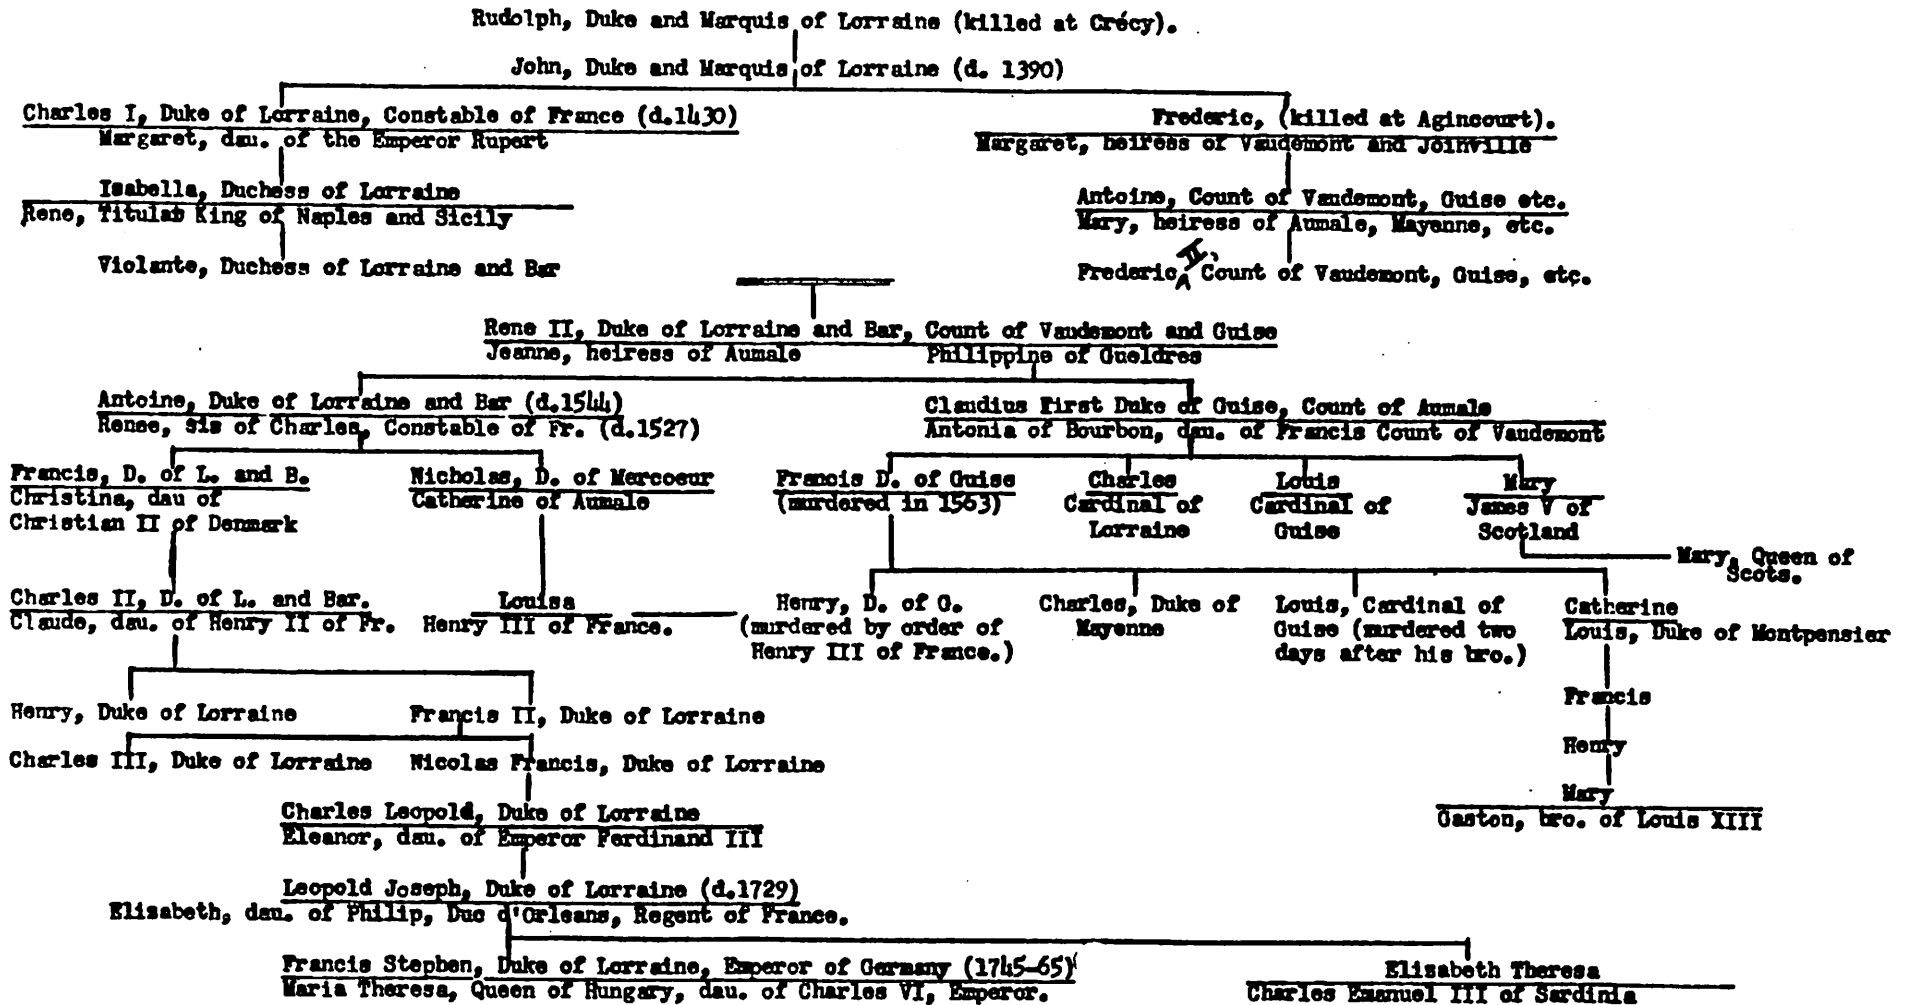 Rudolph, Duke and Marquis of Lorraine (killed at Crécy).
John, Duke and Marquis of Lorraine (d. 1390)
Charles I, Duke of Lorraine, Constable of France (d.1430)
Margaret, dau. of the Emperor Rupert
Frederic, (killed at Agincourt).
Margaret, heiress of Vaudemont and Joinville
Isabella, Duchess of Lorraine
Rene, Titular King of Naples and Sicily
Antoine, Count of Vaudemont, Guise etc.
Mary, heiress of Aumale, Mayenne, etc.
Violante, Duchess of Lorraine and Bar
Frederic II, Count of Vaudemont, Guise, etc.
Rene II, Duke of Lorraine and Bar, Count of Vaudemont and Guise
Jeanne, heiress of Aumale Philippine of Gueldres
Antoine, Duke of Lorraine and Bar (d.1544)
Renee, sis of Charles, Constable of Fr. (d.1527)
Claudius First Duke of Guise, Count of Aumale
Antonia of Bourbon, dau. of Francis Count of Vaudemont
Francis, D. of L. and B.
Christina, dau of
Christian II of Denmark
Nicholas, D. of Mercoeur
Catherine of Aumale
Francis D. of Guise
(murdered in 1563)
Charles
Cardinal of
Lorraine
Louis
Cardinal of
Guise
Mary
James V of
Scotland
Mary, Queen of
Scots.
Charles II, D. of L. and Bar.
Claude, dau. of Henry II of Fr.
Louisa
Henry III of France.
Henry, D. of G.
(murdered by order of
Henry III of France.)
Charles, Duke of
Mayenne
Louis, Cardinal of
Guise (murdered two
days after his bro.)
Catherine
Louis, Duke of Montpensier
Francis
Henry
Mary
Gaston, bro. of Louis XIII
Henry, Duke of Lorraine
Francis II, Duke of Lorraine
Charles III, Duke of Lorraine
Nicolas Francis, Duke of Lorraine
Charles Leopold, Duke of Lorraine
Eleanor, dau. of Emperor Ferdinand III
Leopold Joseph, Duke of Lorraine (d.1729)
Elisabeth, dau. of Philip, Duc d'Orleans, Regent of France.
Francis Stephen, Duke of Lorraine, Emperor of Germany (1745-65)
Maria Theresa, Queen of Hungary, dau. of Charles VI, Emperor.
Elisabeth Theresa
Charles Emanuel III of Sardinia